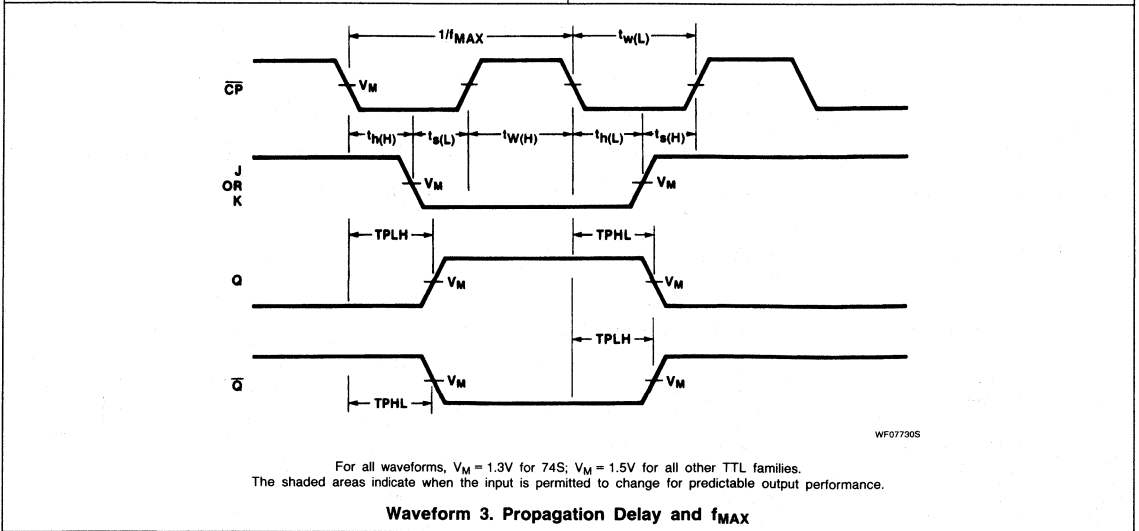 1/fMAX
tw(L)
CP
VM
th(H)
ts(L)
tW(H)
th(L)
ts(H)
J
OR
K
VM
VM
TPLH
TPHL
Q
VM
VM
TPLH
Q
VM
VM
TPHL
WF07730S
For all waveforms, VM = 1.3V for 74S; VM = 1.5V for all other TTL families.
The shaded areas indicate when the input is permitted to change for predictable output performance.
Waveform 3. Propagation Delay and fMAX